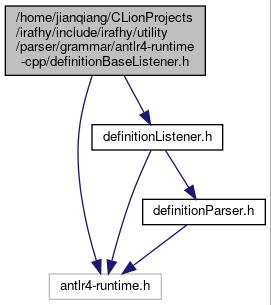 /home/jianqiang/CLionProjects
/irafhy/include/irafhy/utility
/parser/grammar/antlr4-runtime
-cpp/definitionBaseListener.h
definitionListener.h
definitionParser.h
antlr4-runtime.h